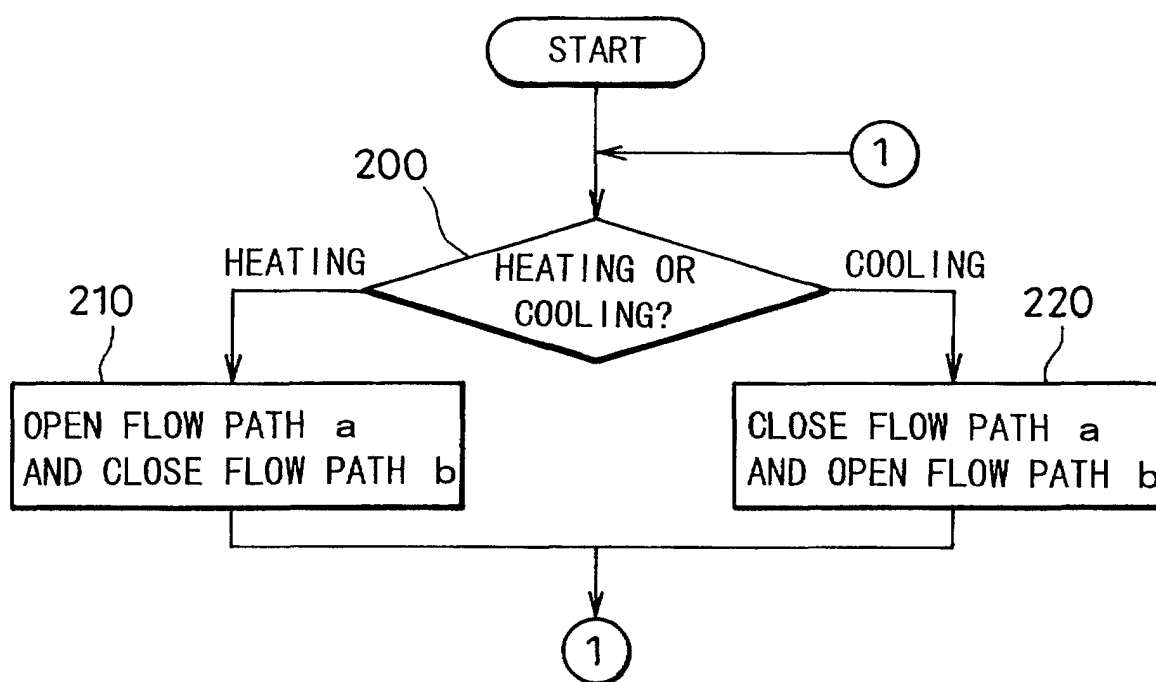 START
1
200
HEATING
HEATING OR
COOLING?
COOLING
210
220
OPEN FLOW PATH a
AND CLOSE FLOW PATH b
CLOSE FLOW PATH a
AND OPEN FLOW PATH b
1